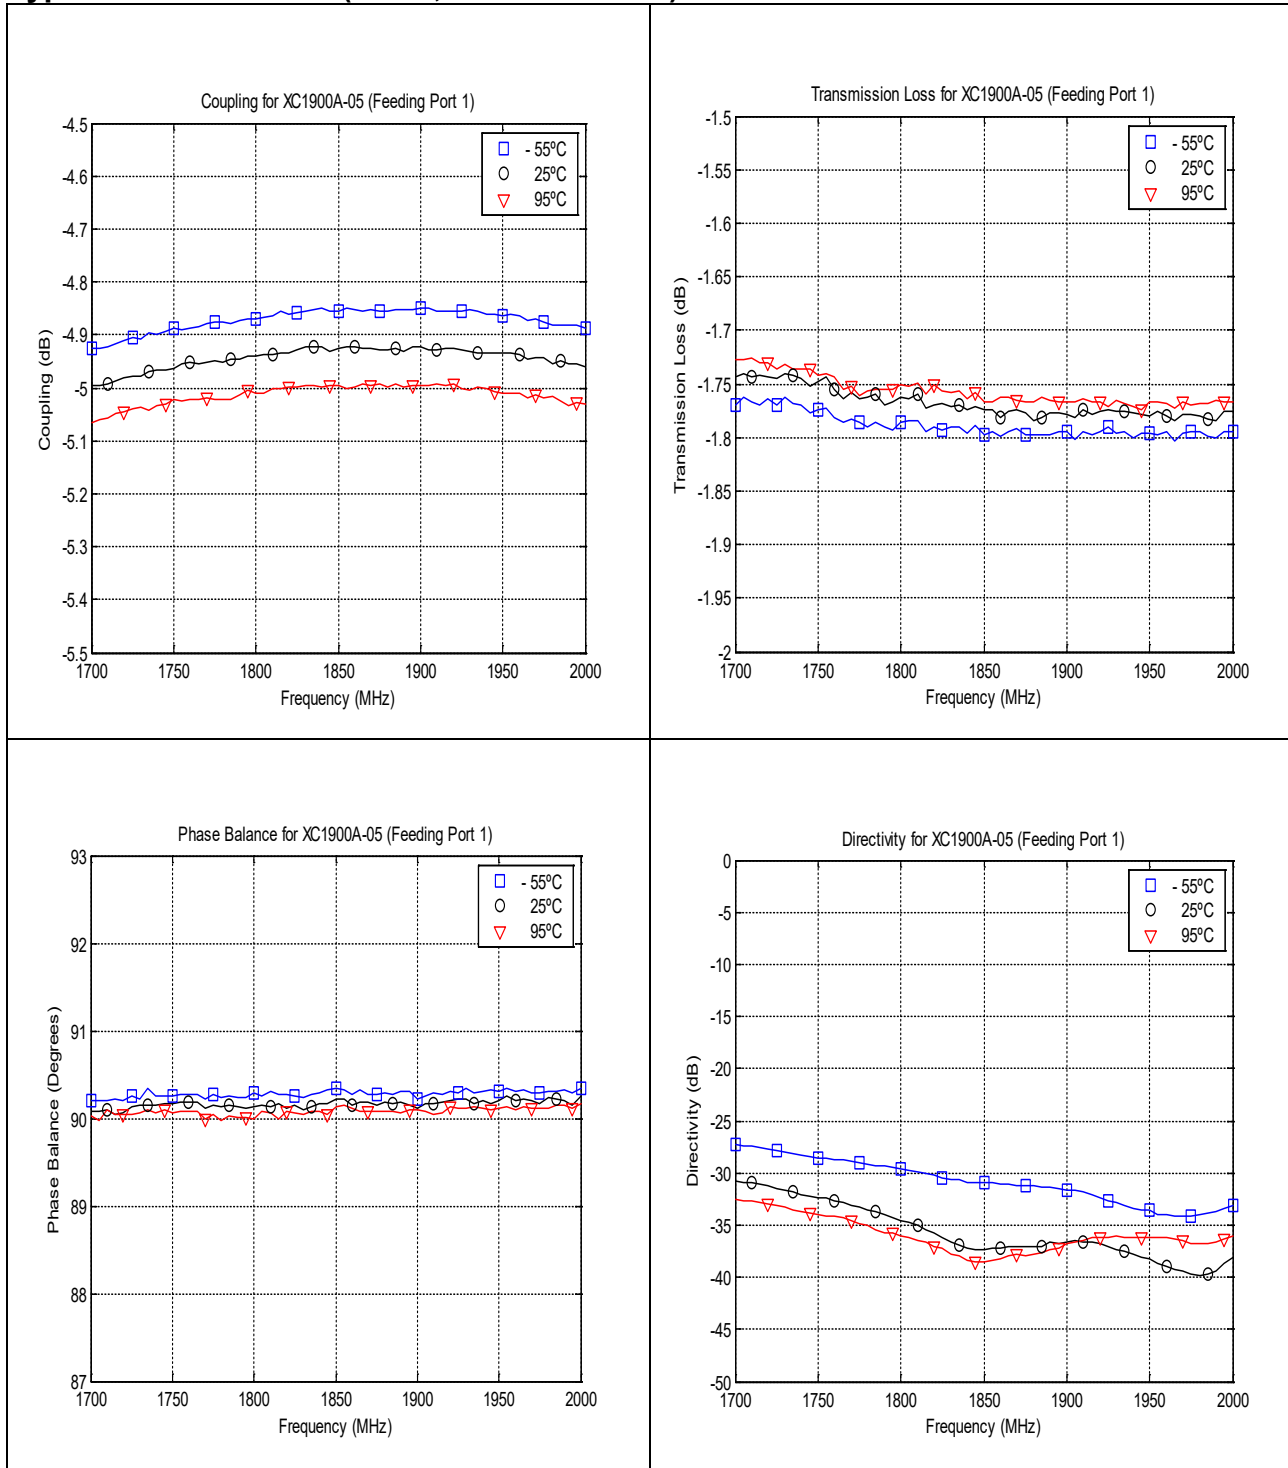 Coupling for XC1900A-05 (Feeding Port 1)
-4.5
-4.6
-4.7
-4.8
-4.9
-5
-5.1
-5.2
-5.3
-5.4
-5.5
Coupling (dB)
- 55ºC
25ºC
95ºC
1700 1750 1800 1850 1900 1950 2000
Frequency (MHz)
Transmission Loss for XC1900A-05 (Feeding Port 1)
-1.5
-1.55
-1.6
-1.65
-1.7
-1.75
-1.8
-1.85
-1.9
-1.95
-2
Transmission Loss (dB)
- 55ºC
25ºC
95ºC
1700 1750 1800 1850 1900 1950 2000
Frequency (MHz)
Phase Balance for XC1900A-05 (Feeding Port 1)
93
92
91
90
89
88
87
Phase Balance (Degrees)
- 55ºC
25ºC
95ºC
1700 1750 1800 1850 1900 1950 2000
Frequency (MHz)
Directivity for XC1900A-05 (Feeding Port 1)
0
-5
-10
-15
-20
-25
-30
-35
-40
-45
-50
Directivity (dB)
- 55ºC
25ºC
95ºC
1700 1750 1800 1850 1900 1950 2000
Frequency (MHz)